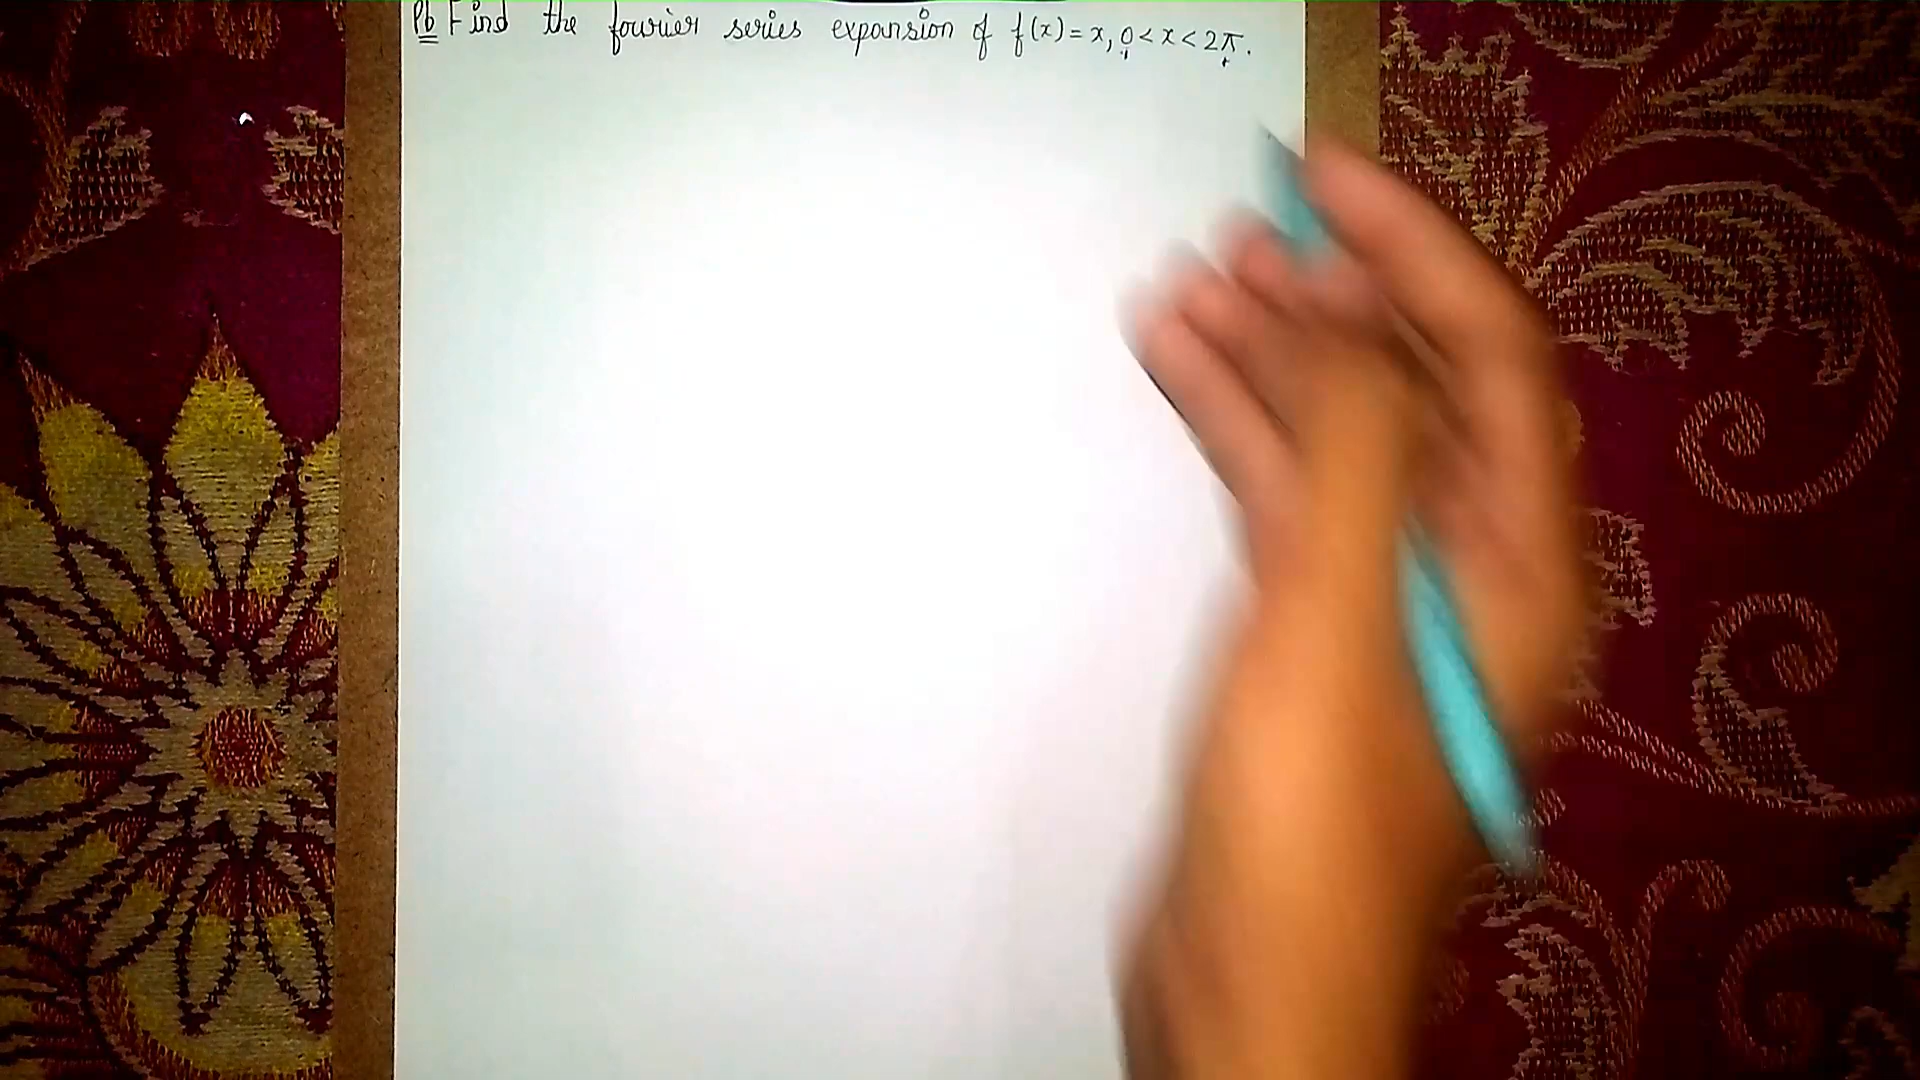 Pb Find the fourier series expansion of f(x) = x, 0 < x < 2π.